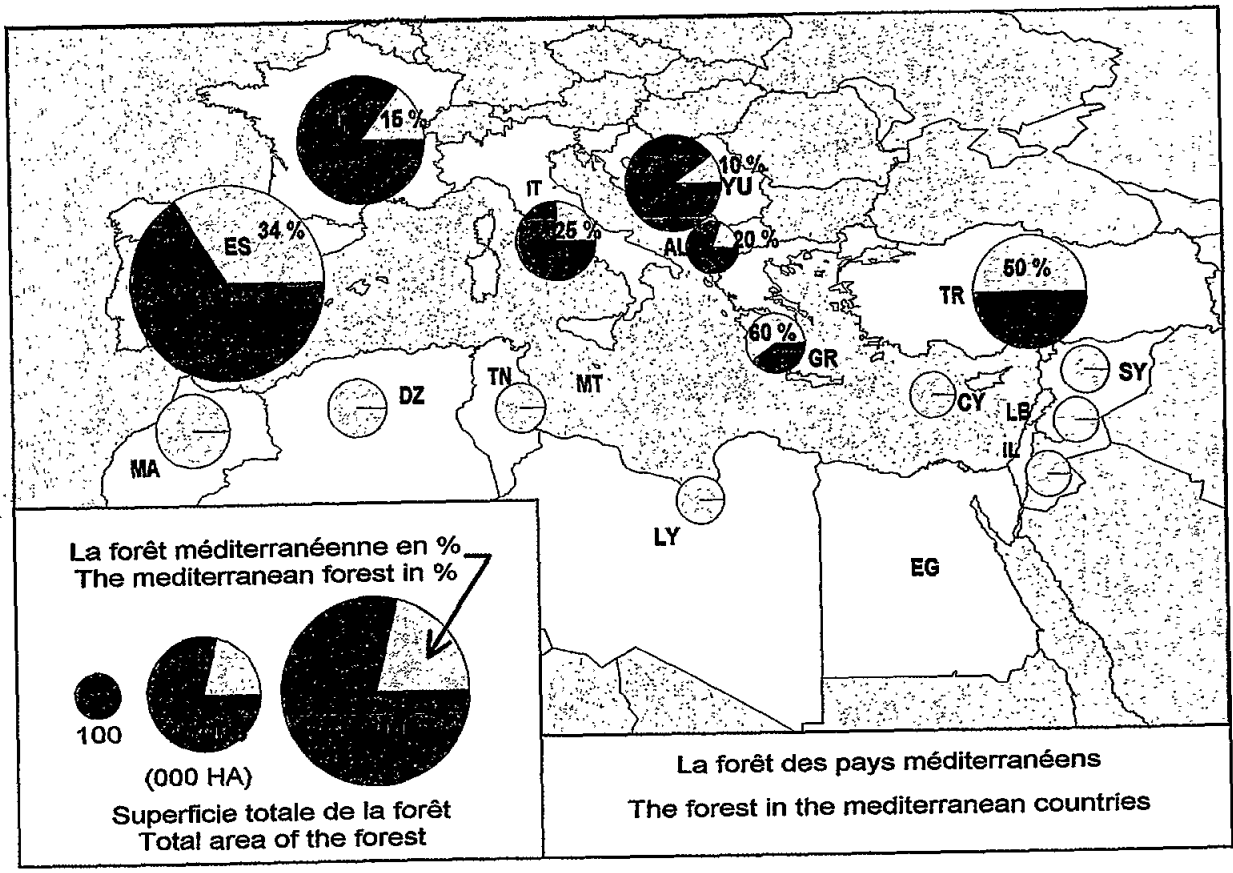 15 %
IT
10 %
YU
ES
34 %
25 %
AL
20 %
TR
50 %
60 %
GR
DZ
TN
MT
CY
SY
LB
IL
MA
LY
EG
La forêt méditerranéenne en %
The mediterranean forest in %
100
(000 HA)
Superficie totale de la forêt
Total area of the forest
La forêt des pays méditerranéens
The forest in the mediterranean countries